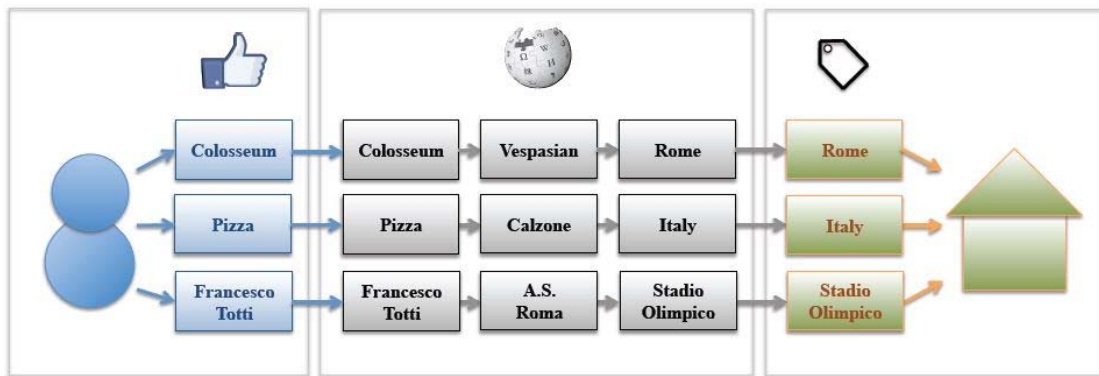 Colosseum
Colosseum
Vespasian
Rome
Rome
Pizza
Pizza
Calzone
Italy
Italy
Francesco
Totti
Francesco
Totti
A.S.
Roma
Stadio
Olimpico
Stadio
Olimpico